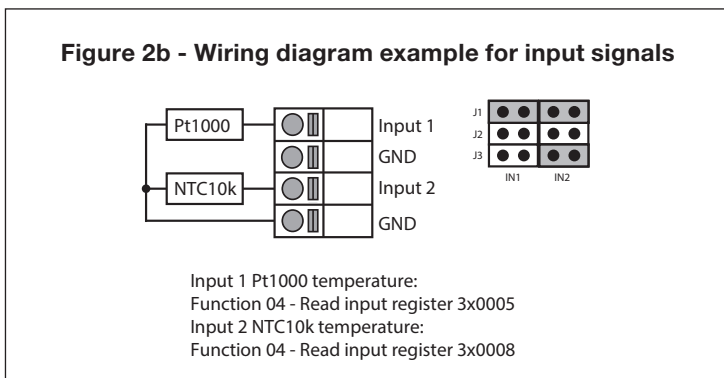 Figure 2b - Wiring diagram example for input signals
Pt1000
Input 1
GND
NTC10k
Input 2
GND
J1
J2
J3
IN1 IN2
Input 1 Pt1000 temperature:
Function 04 - Read input register 3x0005
Input 2 NTC10k temperature:
Function 04 - Read input register 3x0008